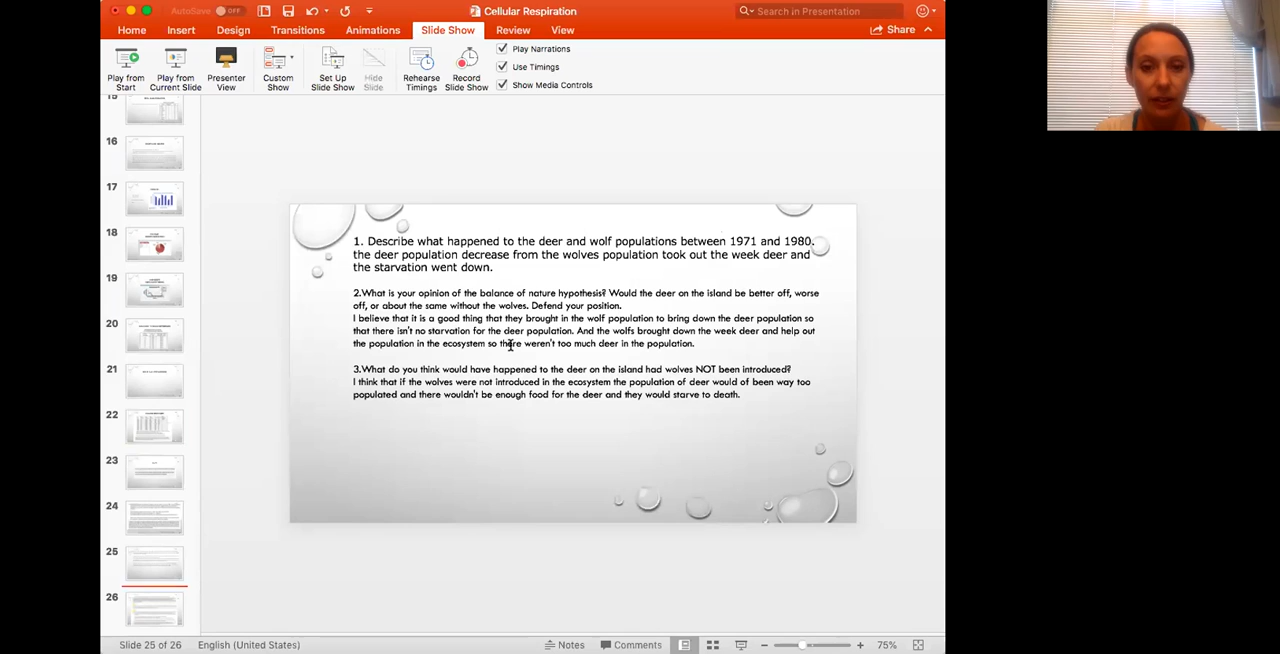 AutoSave OFF
Cellular Respiration
Search in Presentation
Home Insert Design Transitions Animations Slide Show Review View
Share
Play from Start
Play from Current Slide
Presenter View
Custom Show
Set Up Slide Show
Hide Slide
Rehearse Timings
Record Slide Show
Play Narrations
Use Timings
Show Media Controls
15
16
17
18
19
20
21
22
23
24
25
26
1. Describe what happened to the deer and wolf populations between 1971 and 1980.
the deer population decrease from the wolves population took out the week deer and
the starvation went down.
2.What is your opinion of the balance of nature hypothesis? Would the deer on the island be better off, worse
off, or about the same without the wolves. Defend your position.
I believe that it is a good thing that they brought in the wolf population to bring down the deer population so
that there isn't no starvation for the deer population. And the wolfs brought down the week deer and help out
the population in the ecosystem so there weren't too much deer in the population.
3.What do you think would have happened to the deer on the island had wolves NOT been introduced?
I think that if the wolves were not introduced in the ecosystem the population of deer would of been way too
populated and there wouldn't be enough food for the deer and they would starve to death.
Slide 25 of 26
English (United States)
Notes
Comments
75%